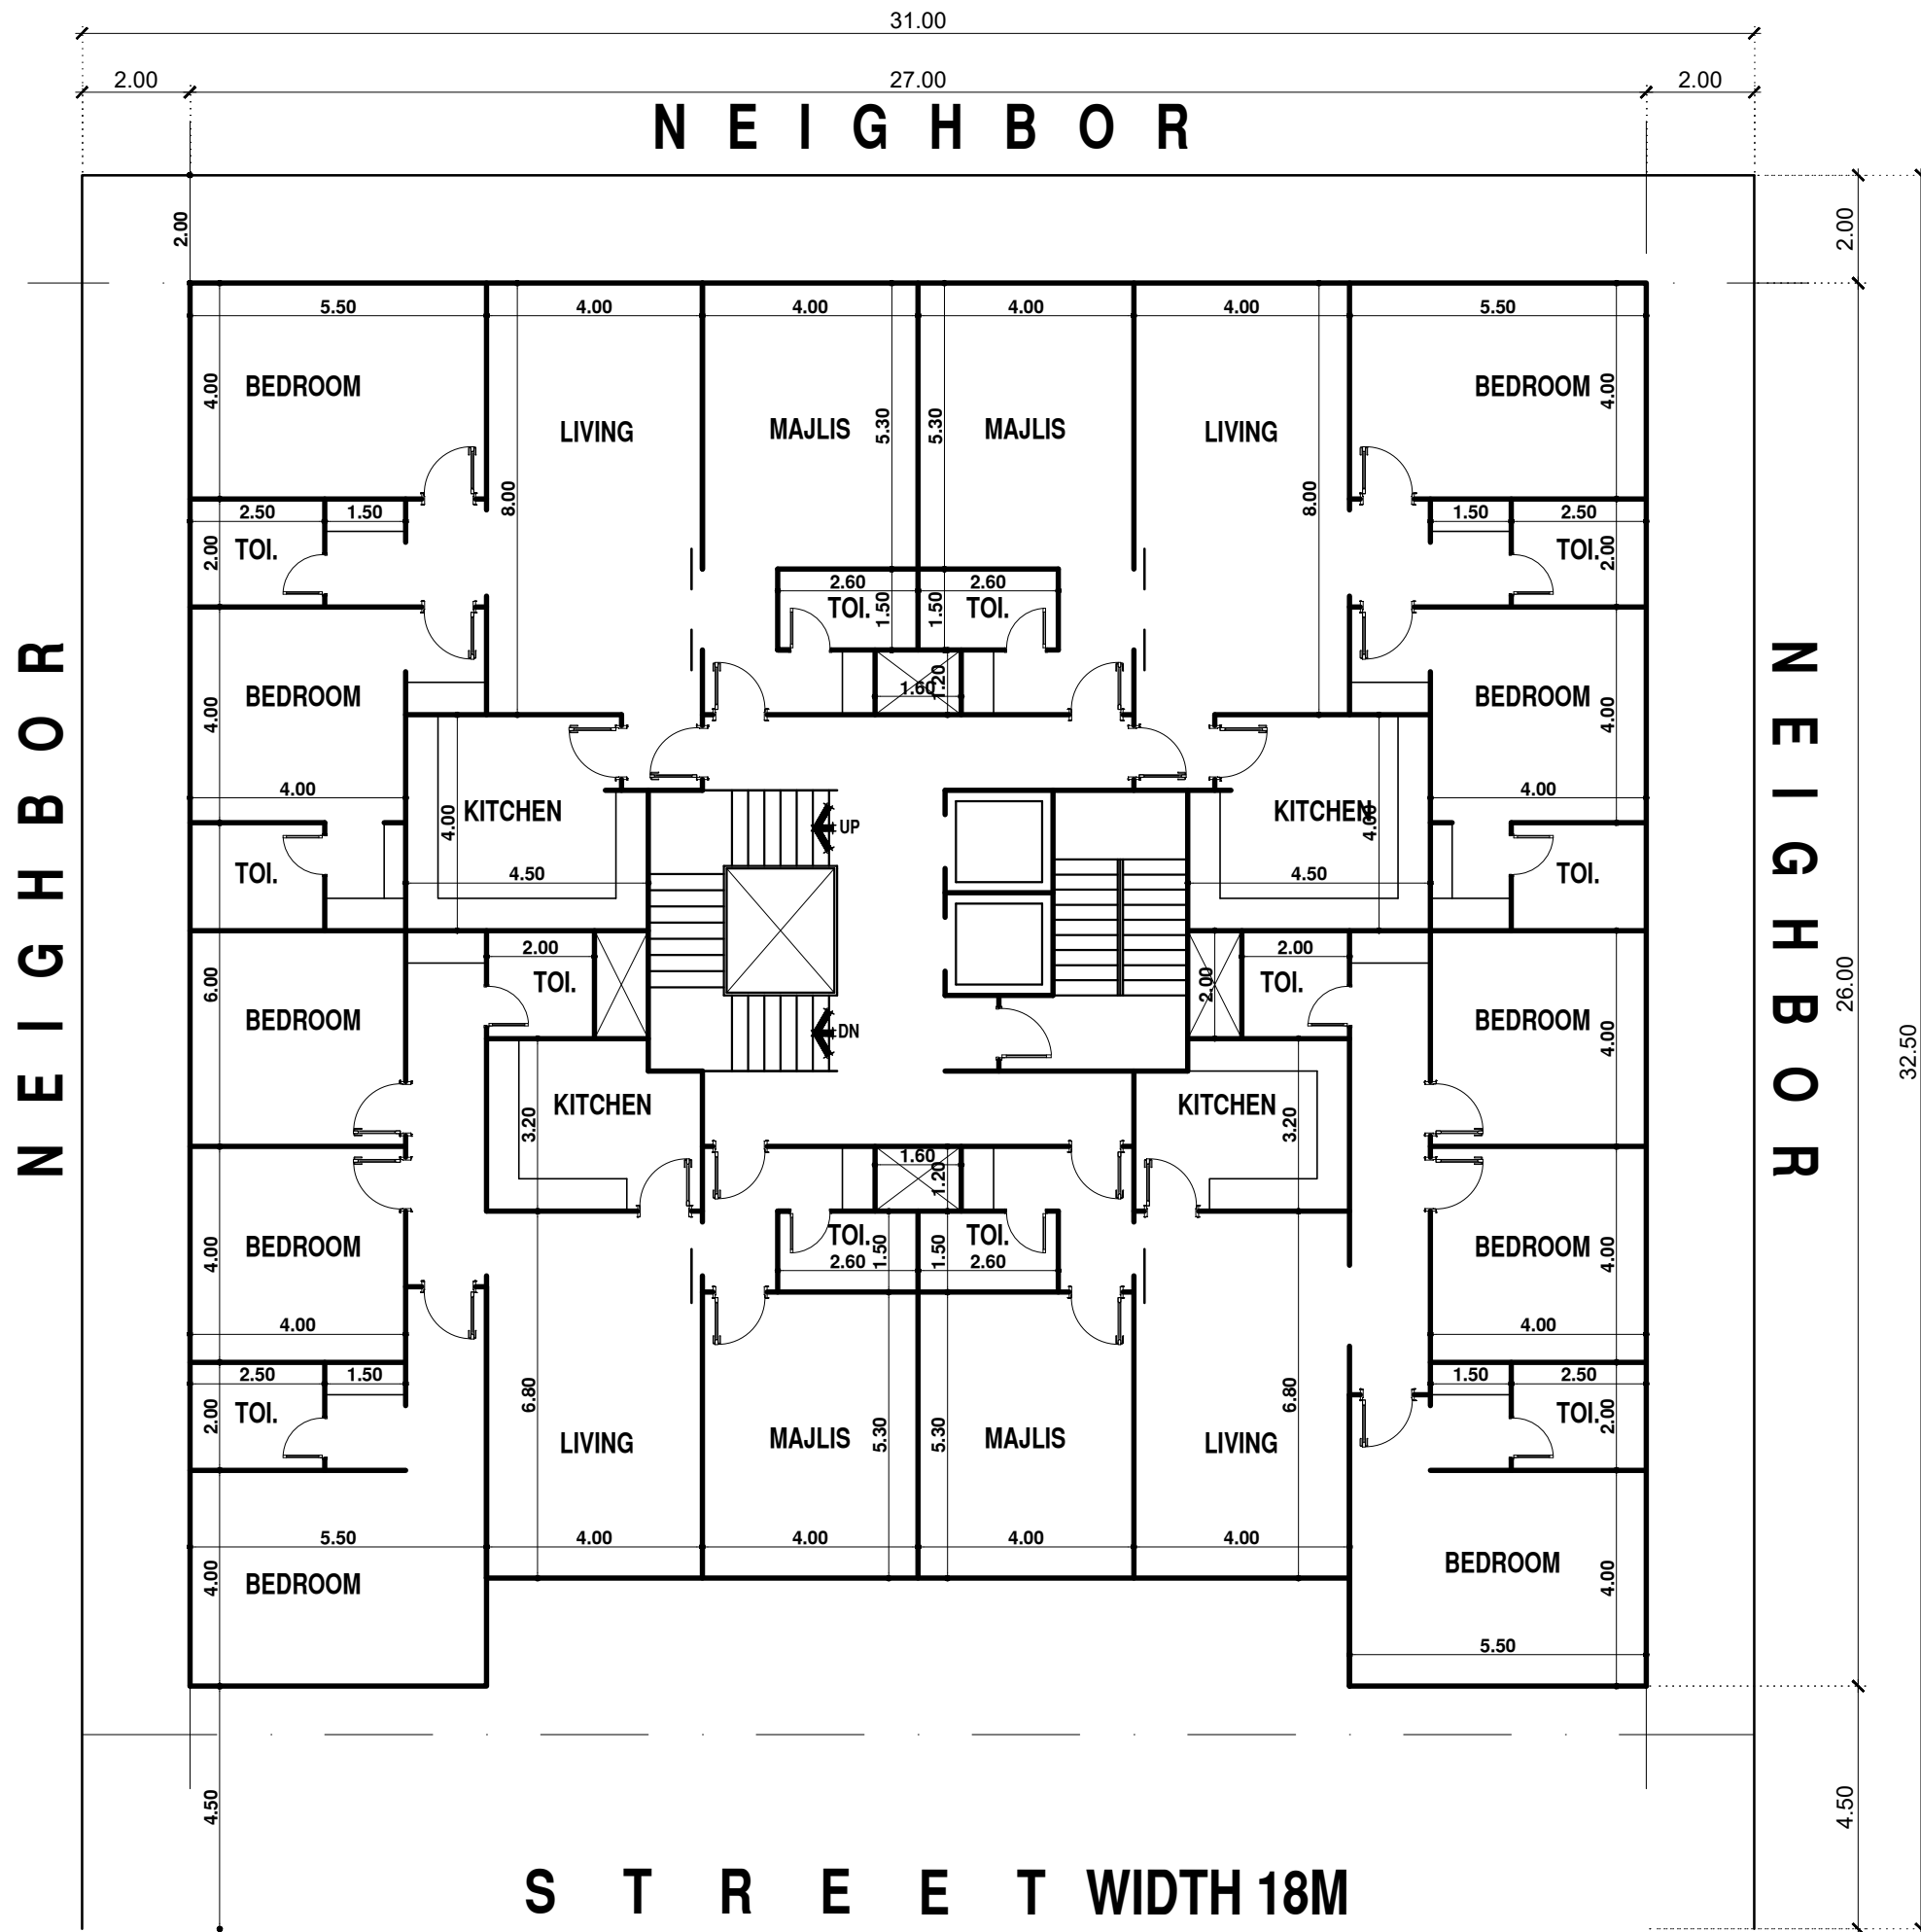 31.00
2.00 27.00 2.00
NEIGHBOR
2.00 2.00
5.50 4.00 4.00 4.00 4.00 5.50
4.00 BEDROOM LIVING MAJLIS 5.30 5.30 MAJLIS LIVING BEDROOM 4.00
8.00 8.00
2.50 1.50 1.50 2.50
2.00 TOI. TOI. 2.00
2.60 2.60
TOI. 1.50 1.50 TOI.
NEIGHBOR
NEIGHBOR
4.00 BEDROOM 1.60 1.20 BEDROOM 4.00
4.00 4.00
4.00 KITCHEN UP KITCHEN 4.00
TOI. 4.50 4.50 TOI.
2.00 2.00
6.00 TOI. 2.00 TOI. 26.00
BEDROOM DN BEDROOM 4.00
32.50
3.20 KITCHEN KITCHEN 3.20
1.60 1.20
4.00 BEDROOM TOI. 1.50 1.50 TOI. BEDROOM 4.00
2.60 2.60
4.00 4.00
2.50 1.50 1.50 2.50
2.00 TOI. 6.80 6.80 TOI. 2.00
LIVING MAJLIS 5.30 5.30 MAJLIS LIVING
5.50 4.00 4.00 4.00 4.00
4.00 BEDROOM BEDROOM 4.00
5.50
4.50 4.50
STREET WIDTH 18M